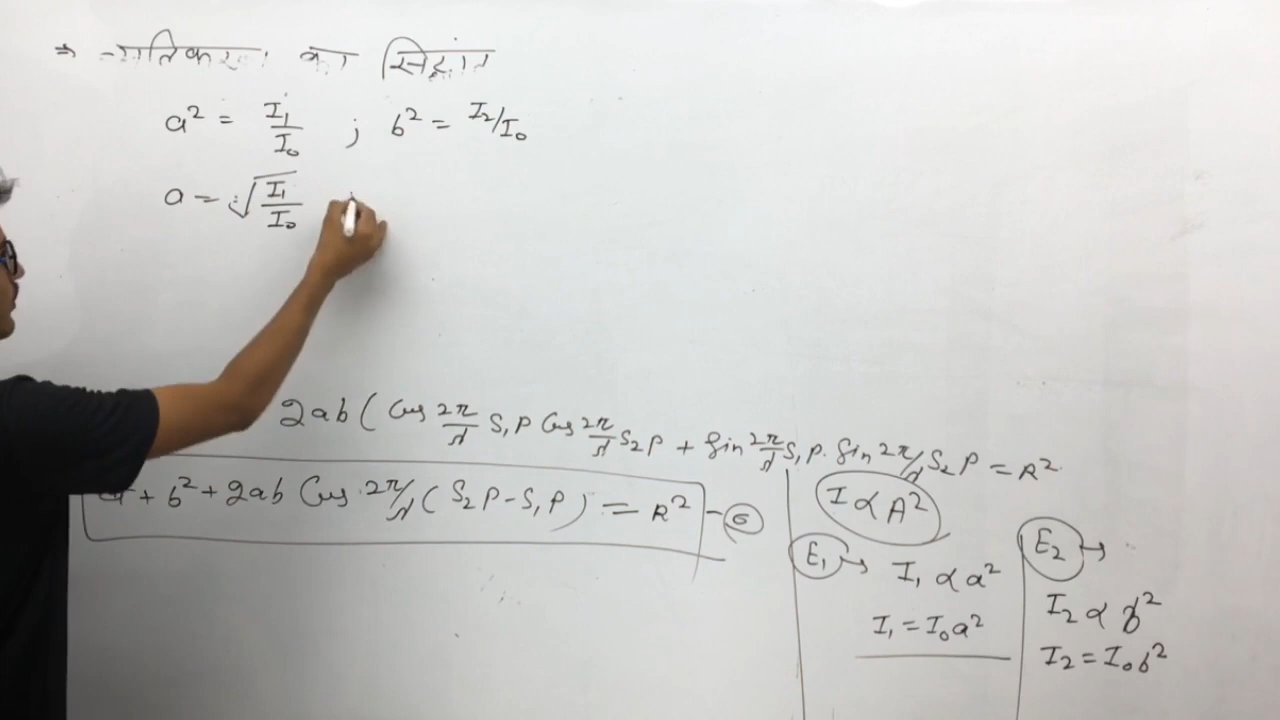 ⇒ व्यतिकरण का सिद्धांत
a² = I₁/I₀ ; b² = I₂/I₀
a = √I₁/I₀
2ab ( Cos 2π/λ S₁P Cos 2π/λ S₂P + Sin 2π/λ S₁P. Sin 2π/λ S₂P = R²
a² + b² + 2ab Cos 2π/λ ( S₂P - S₁P ) = R² - ⑥
I ∝ A²
E₁ → I₁ ∝ a²
I₁ = I₀a²
E₂ →
I₂ ∝ b²
I₂ = I₀b²